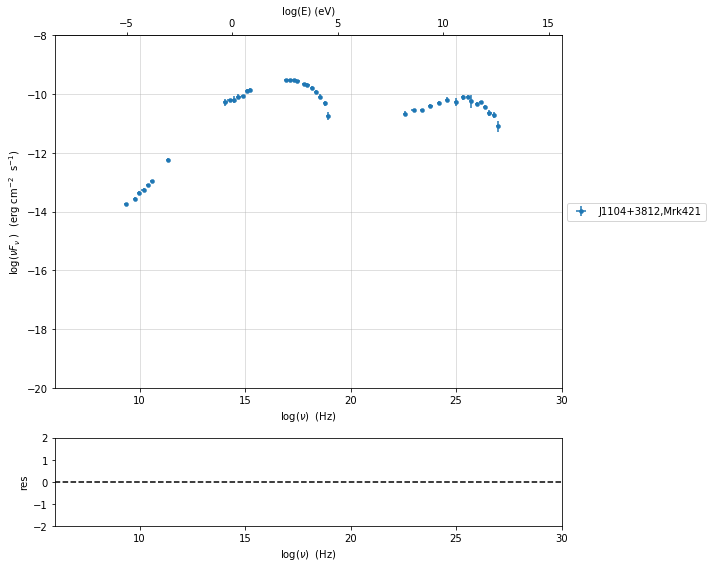 log(E) (eV)
−5 0 5 10 15
−8
−10
−12
−14
−16
−18
−20
log(νFν ) (erg cm⁻² s⁻¹)
J1104+3812,Mrk421
10 15 20 25 30
log(ν) (Hz)
2
1
0
−1
−2
res
10 15 20 25 30
log(ν) (Hz)